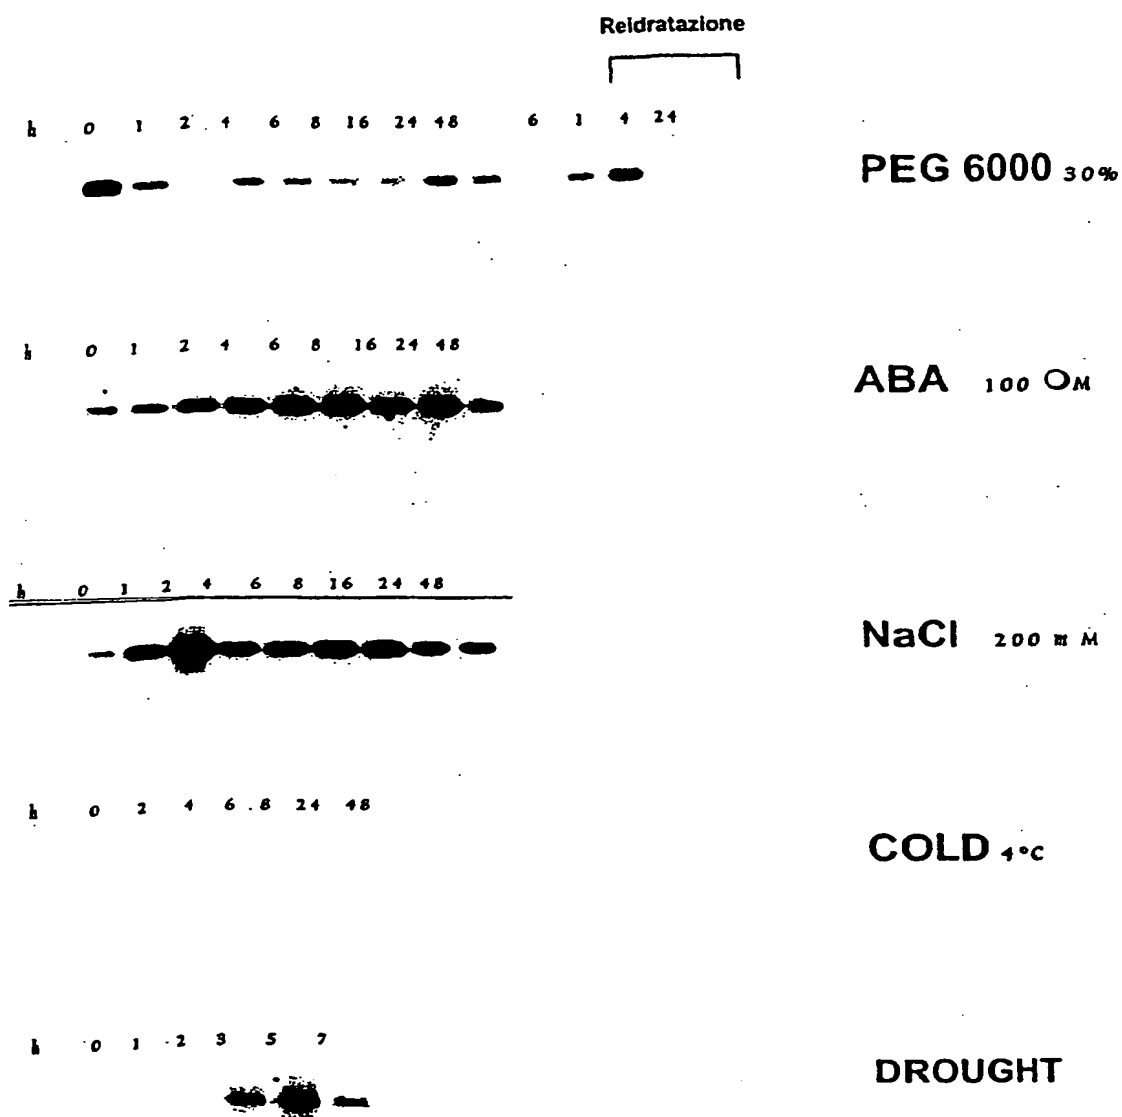 Reidratazione
h 0 1 2 4 6 8 16 24 48 6 1 4 24
PEG 6000 30%
h 0 1 2 4 6 8 16 24 48
ABA 100 OM
h 0 1 2 4 6 8 16 24 48
NaCl 200 m M
h 0 2 4 6 8 24 48
COLD 4°C
h 0 1 2 3 5 7
DROUGHT